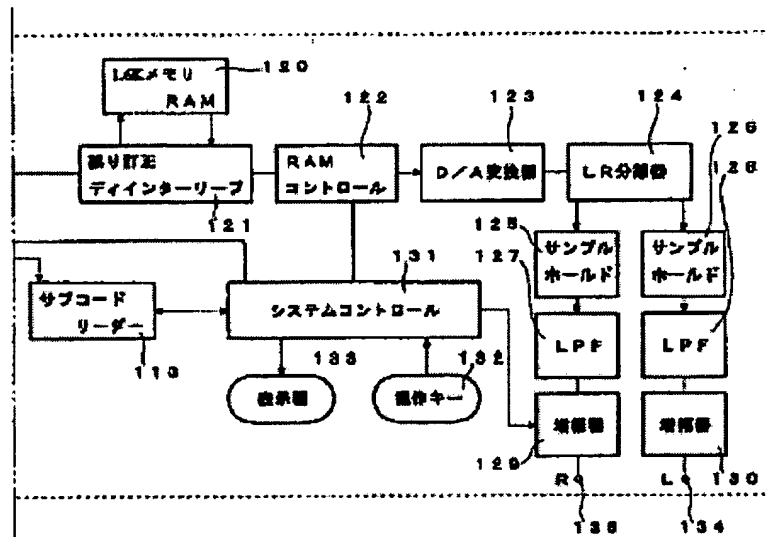 16Kメモリ
RAM
120
122
123
124
126
128
誤り訂正
ディインターリーブ
RAM
コントロール
D/A変換器
LR分離器
121
125
127
サンプル
ホールド
サンプル
ホールド
131
サブコード
リーダー
システムコントロール
LPF
LPF
133
132
表示器
操作キー
増幅器
増幅器
129
130
R
L
134